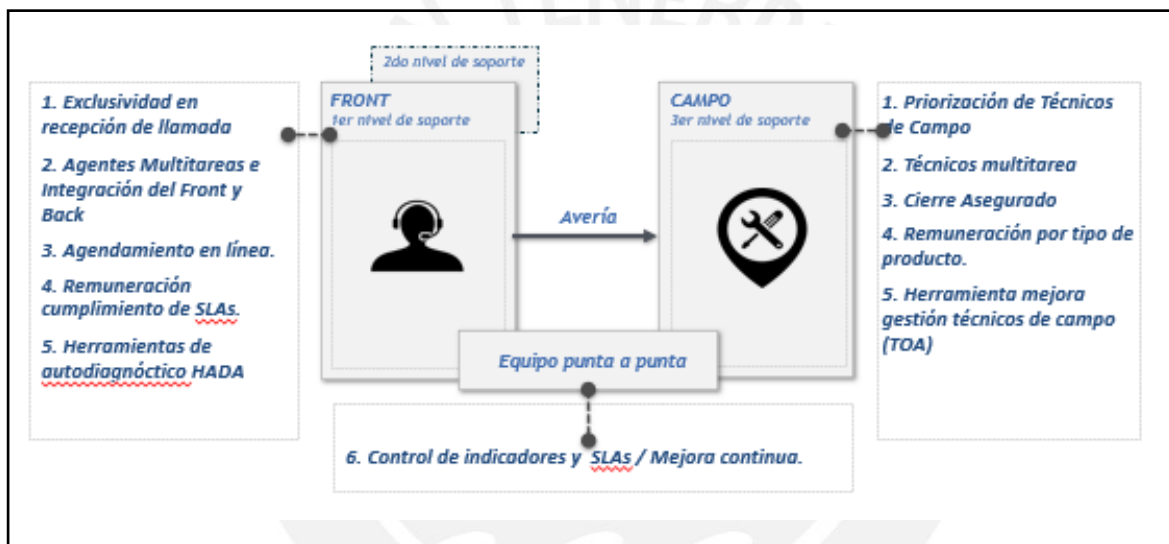 TENEBR
2do nivel de soporte
1. Exclusividad en
recepción de llamada
2. Agentes Multitareas e
Integración del Front y
Back
3. Agendamiento en línea.
4. Remuneración
cumplimiento de SLAs.
5. Herramientas de
autodiagnóctico HADA
FRONT
1er nivel de soporte
Avería
CAMPO
3er nivel de soporte
1. Priorización de Técnicos
de Campo
2. Técnicos multitarea
3. Cierre Asegurado
4. Remuneración por tipo de
producto.
5. Herramienta mejora
gestión técnicos de campo
(TOA)
Equipo punta a punta
6. Control de indicadores y SLAs / Mejora continua.